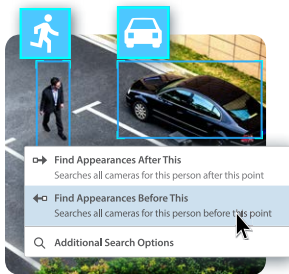 Find Appearances After This
Searches all cameras for this person after this point
Find Appearances Before This
Searches all cameras for this person before this point
Additional Search Options